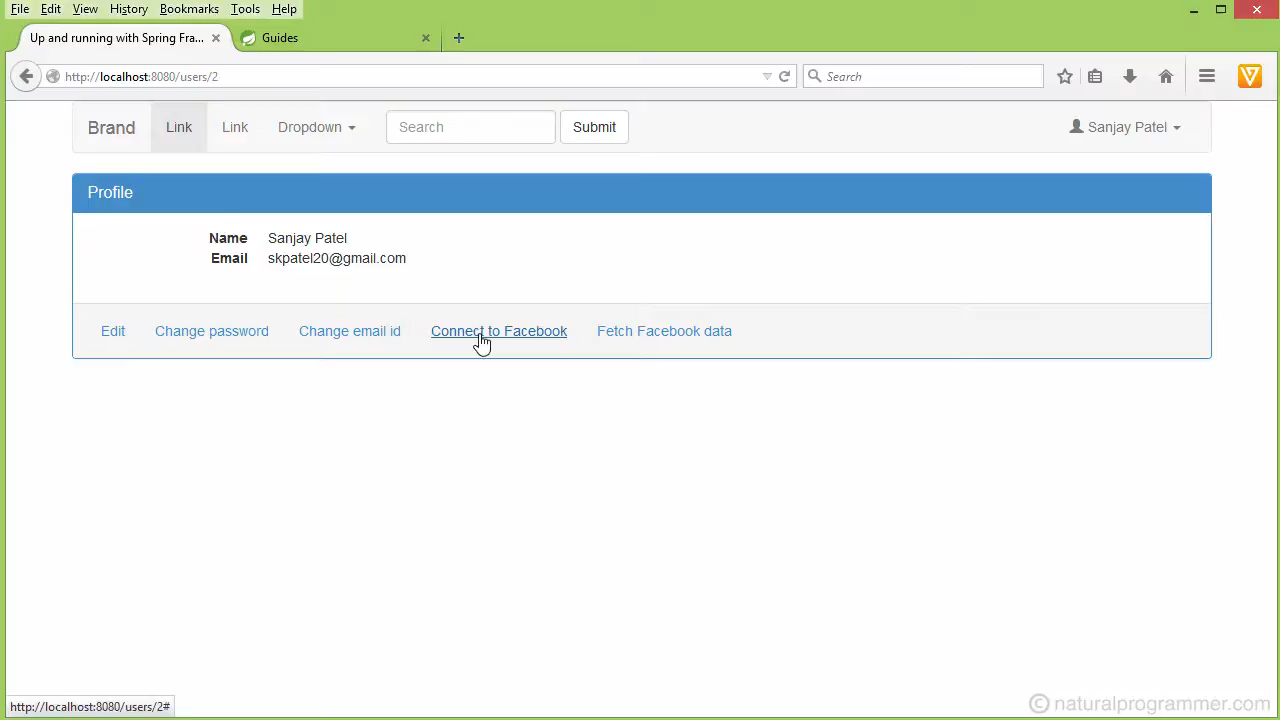 File Edit View History Bookmarks Tools Help
Up and running with Spring Fra... Guides
http://localhost:8080/users/2 Search
Brand Link Link Dropdown Search Submit Sanjay Patel
Profile
Name Sanjay Patel
Email skpatel20@gmail.com
Edit Change password Change email id Connect to Facebook Fetch Facebook data
http://localhost:8080/users/2#
© naturalprogrammer.com